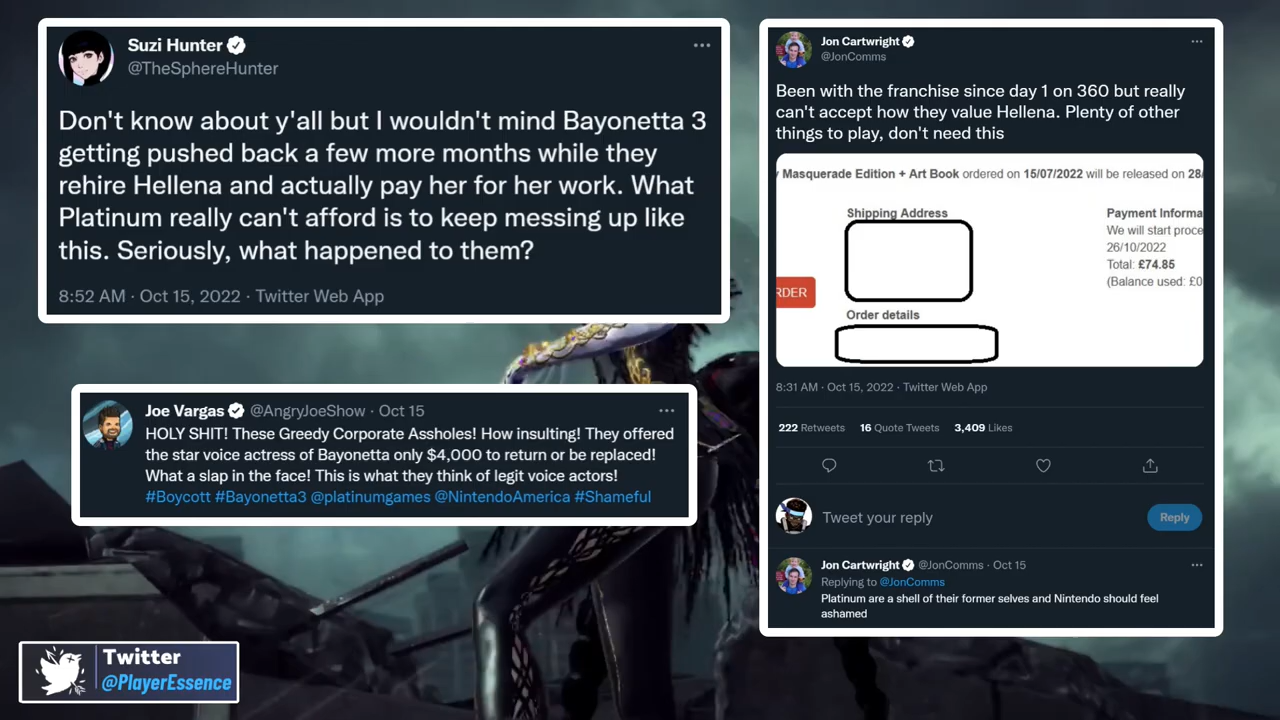 Suzi Hunter
@TheSphereHunter
Don't know about y'all but I wouldn't mind Bayonetta 3
getting pushed back a few more months while they
rehire Hellena and actually pay her for her work. What
Platinum really can't afford is to keep messing up like
this. Seriously, what happened to them?
8:52 AM · Oct 15, 2022 · Twitter Web App
Joe Vargas @AngryJoeShow · Oct 15
HOLY SHIT! These Greedy Corporate Assholes! How insulting! They offered
the star voice actress of Bayonetta only $4,000 to return or be replaced!
What a slap in the face! This is what they think of legit voice actors!
#Boycott #Bayonetta3 @platinumgames @NintendoAmerica #Shameful
Jon Cartwright
@JonComms
Been with the franchise since day 1 on 360 but really
can't accept how they value Hellena. Plenty of other
things to play, don't need this
y Masquerade Edition + Art Book ordered on 15/07/2022 will be released on 28/
Shipping Address
Payment Informa
We will start proce
26/10/2022
Total: £74.85
(Balance used: £0
RDER
Order details
8:31 AM · Oct 15, 2022 · Twitter Web App
222 Retweets 16 Quote Tweets 3,409 Likes
Tweet your reply
Reply
Jon Cartwright @JonComms · Oct 15
Replying to @JonComms
Platinum are a shell of their former selves and Nintendo should feel
ashamed
Twitter
@PlayerEssence